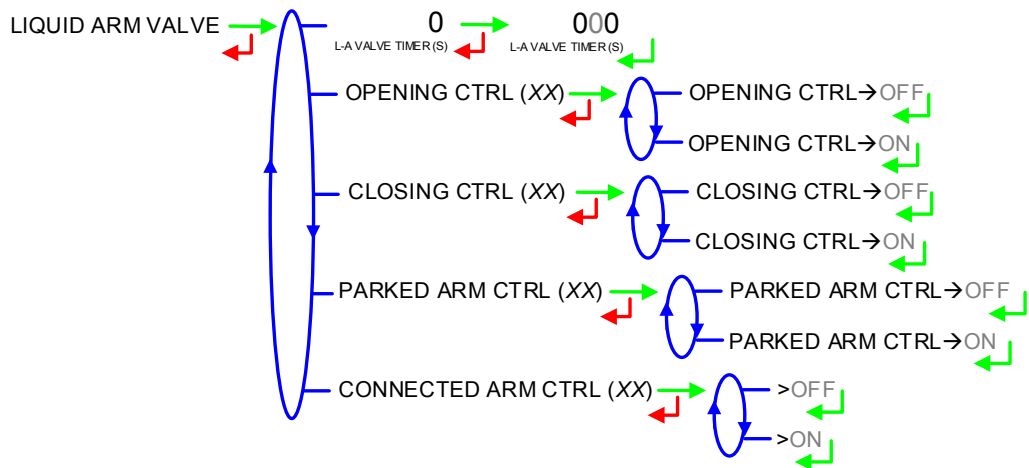 LIQUID ARM VALVE 0 000
L-A VALVE TIMER (S) L-A VALVE TIMER (S)
OPENING CTRL (XX) OPENING CTRL→OFF
OPENING CTRL→ON
CLOSING CTRL (XX) CLOSING CTRL→OFF
CLOSING CTRL→ON
PARKED ARM CTRL (XX) PARKED ARM CTRL→OFF
PARKED ARM CTRL→ON
CONNECTED ARM CTRL (XX) >OFF
>ON